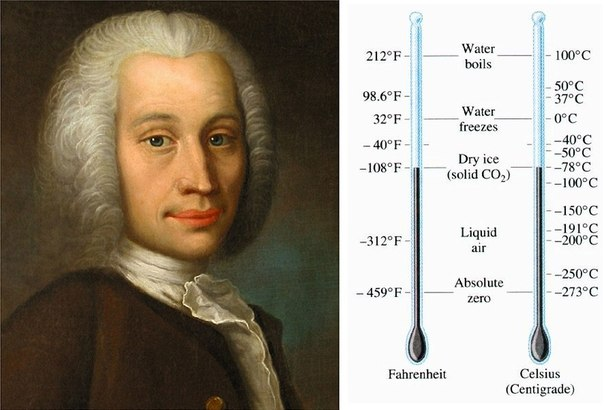 212°F
Water
boils
100°C
50°C
98.6°F
37°C
32°F
Water
freezes
0°C
-40°F
-40°C
-50°C
-108°F
Dry ice
(solid CO2)
-78°C
-100°C
-150°C
-191°C
-312°F
Liquid
air
-200°C
-250°C
-459°F
Absolute
zero
-273°C
Fahrenheit
Celsius
(Centigrade)